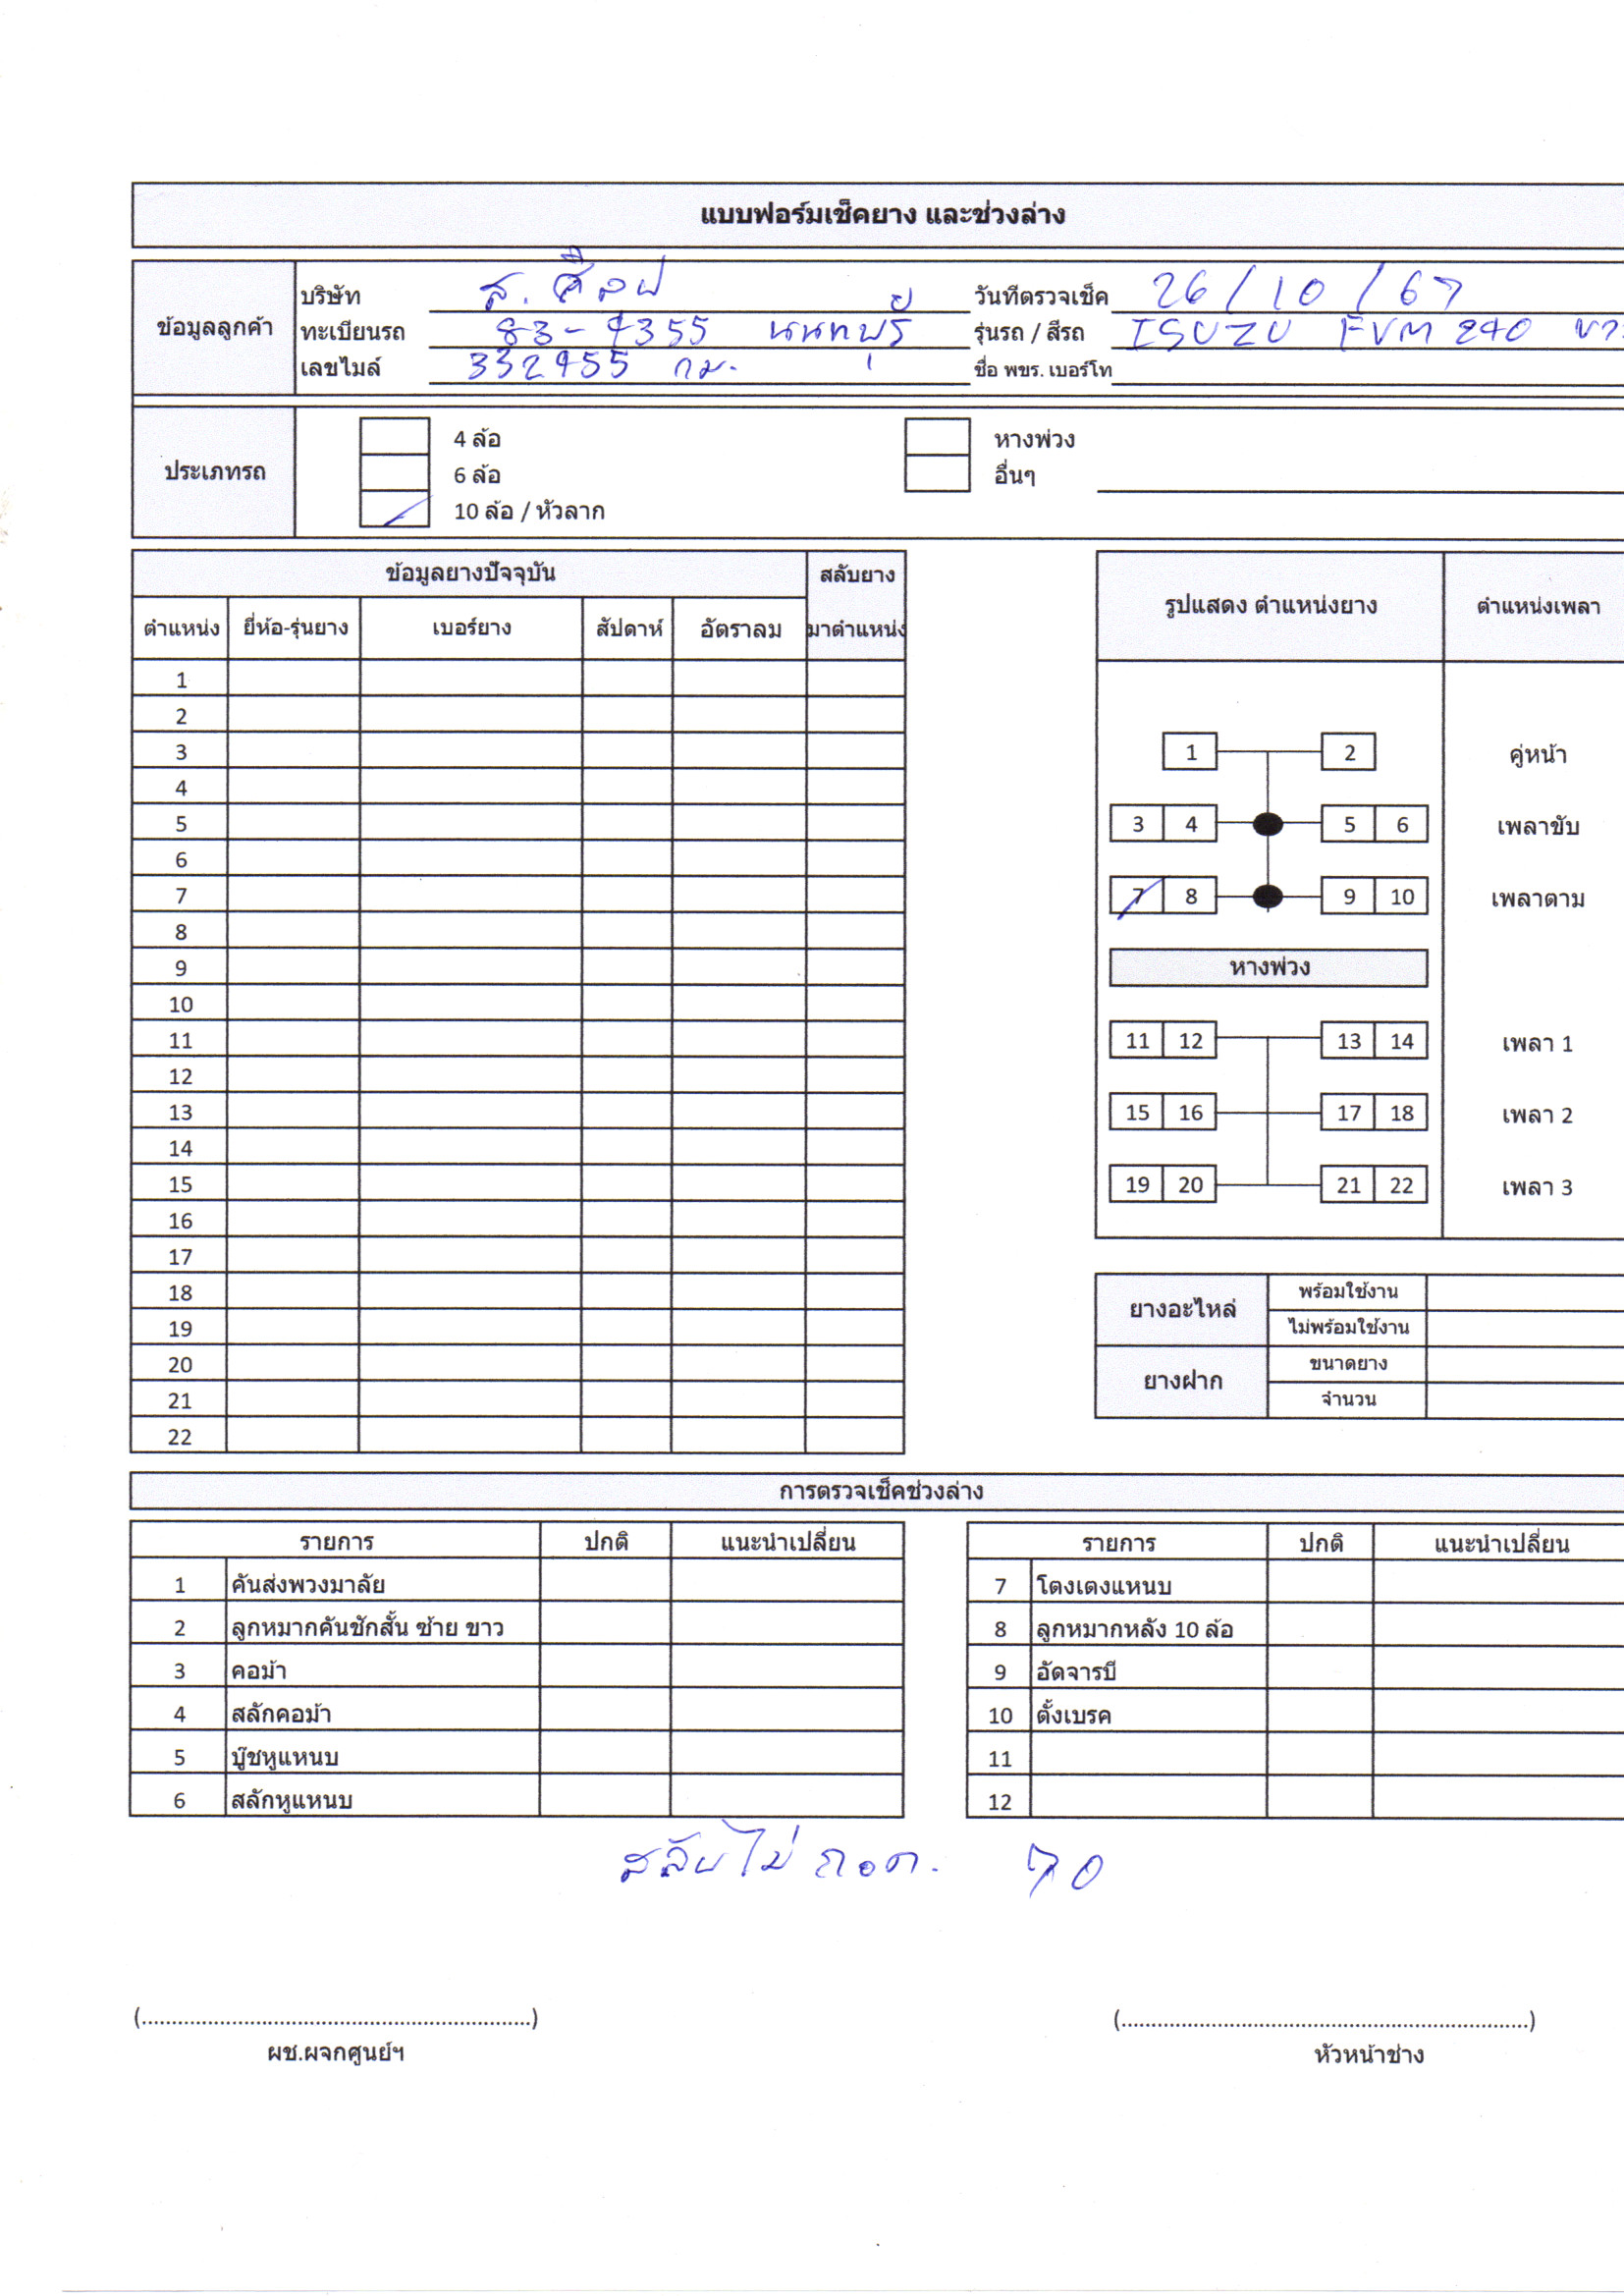 แบบฟอร์มเช็คยาง และช่วงล่าง
ข้อมูลลูกค้า
บริษัท ส. ศิลป วันที่ตรวจเช็ค 26/10/67
ทะเบียนรถ 83-4355 นนทบุรี รุ่นรถ / สีรถ ISUZU FVM 240
เลขไมล์ 332455 กม. ชื่อ พขร. เบอร์โท
ประเภทรถ
4 ล้อ หางพ่วง
6 ล้อ อื่นๆ
10 ล้อ / หัวลาก
ข้อมูลยางปัจจุบัน สลับยาง
ตำแหน่ง ยี่ห้อ-รุ่นยาง เบอร์ยาง สัปดาห์ อัตราลม มาตำแหน่ง
1
2
3
4
5
6
7
8
9
10
11
12
13
14
15
16
17
18
19
20
21
22
รูปแสดง ตำแหน่งยาง ตำแหน่งเพลา
1 2 คู่หน้า
3 4 5 6 เพลาขับ
7 8 9 10 เพลาตาม
หางพ่วง
11 12 13 14 เพลา 1
15 16 17 18 เพลา 2
19 20 21 22 เพลา 3
ยางอะไหล่ พร้อมใช้งาน
ไม่พร้อมใช้งาน
ยางฝาก ขนาดยาง
จำนวน
การตรวจเช็คช่วงล่าง
รายการ ปกติ แนะนำเปลี่ยน
1 คันส่งพวงมาลัย
2 ลูกหมากคันชักสั้น ซ้าย ขาว
3 คอม้า
4 สลักคอม้า
5 บู๊ชหูแหนบ
6 สลักหูแหนบ
รายการ ปกติ แนะนำเปลี่ยน
7 โตงเตงแหนบ
8 ลูกหมากหลัง 10 ล้อ
9 อัดจารบี
10 ตั้งเบรค
11
12
สลับไม่ถอด. 70
(.................................................................) (....................................................................)
ผช.ผจกศูนย์ฯ หัวหน้าช่าง